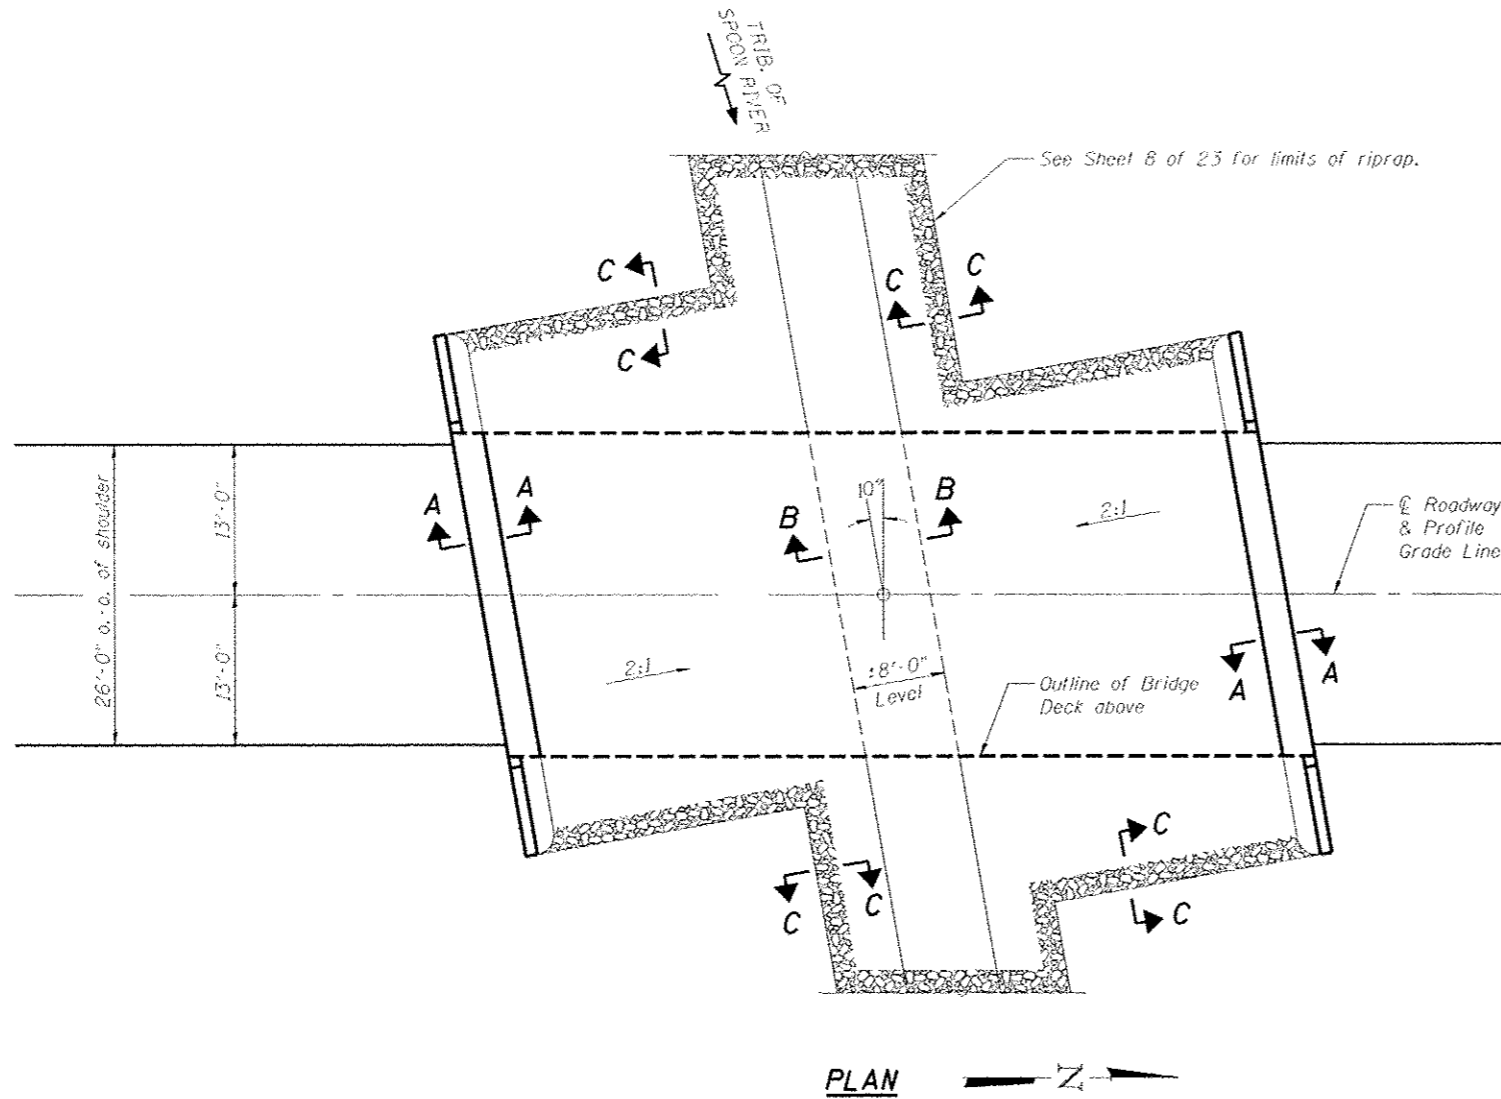 TRIB. OF
SPOON RIVER
See Sheet 8 of 23 for limits of riprap.
C
C
C
C
26'-0" o.-o. of shoulder
13'-0"
13'-0"
A
A
B
10°
B
2:1
℄ Roadway
& Profile
Grade Line
2:1
±8'-0"
Level
Outline of Bridge
Deck above
A
A
C
C
C
C
PLAN
N